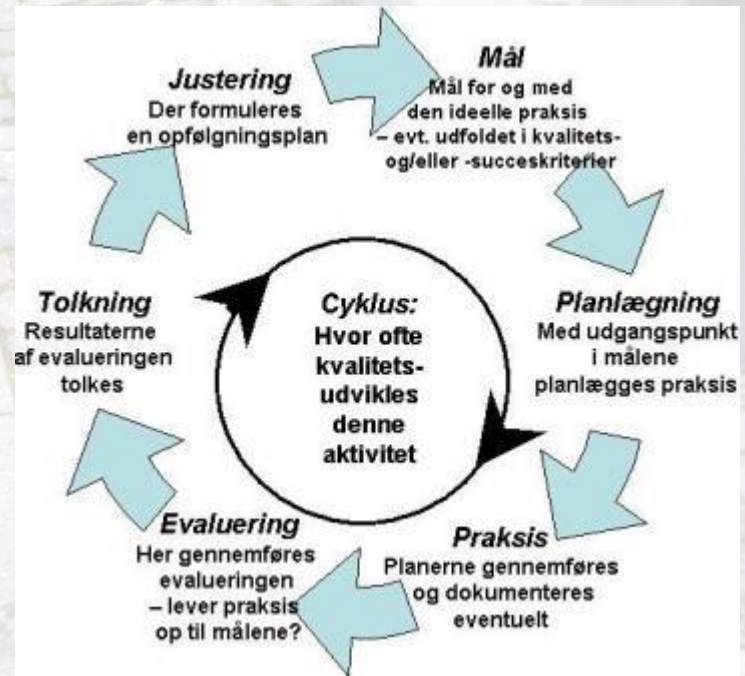 Mål
Mål for og med
den ideelle praksis
– evt. udfoldet i kvalitets-
og/eller -succeskriterier
Planlægning
Med udgangspunkt
i målene
planlægges praksis
Praksis
Planerne gennemføres
og dokumenteres
eventuelt
Evaluering
Her gennemføres
evalueringen
– lever praksis
op til målene?
Tolkning
Resultaterne
af evalueringen
tolkes
Justering
Der formuleres
en opfølgningsplan
Cyklus:
Hvor ofte
kvalitets-
udvikles
denne
aktivitet